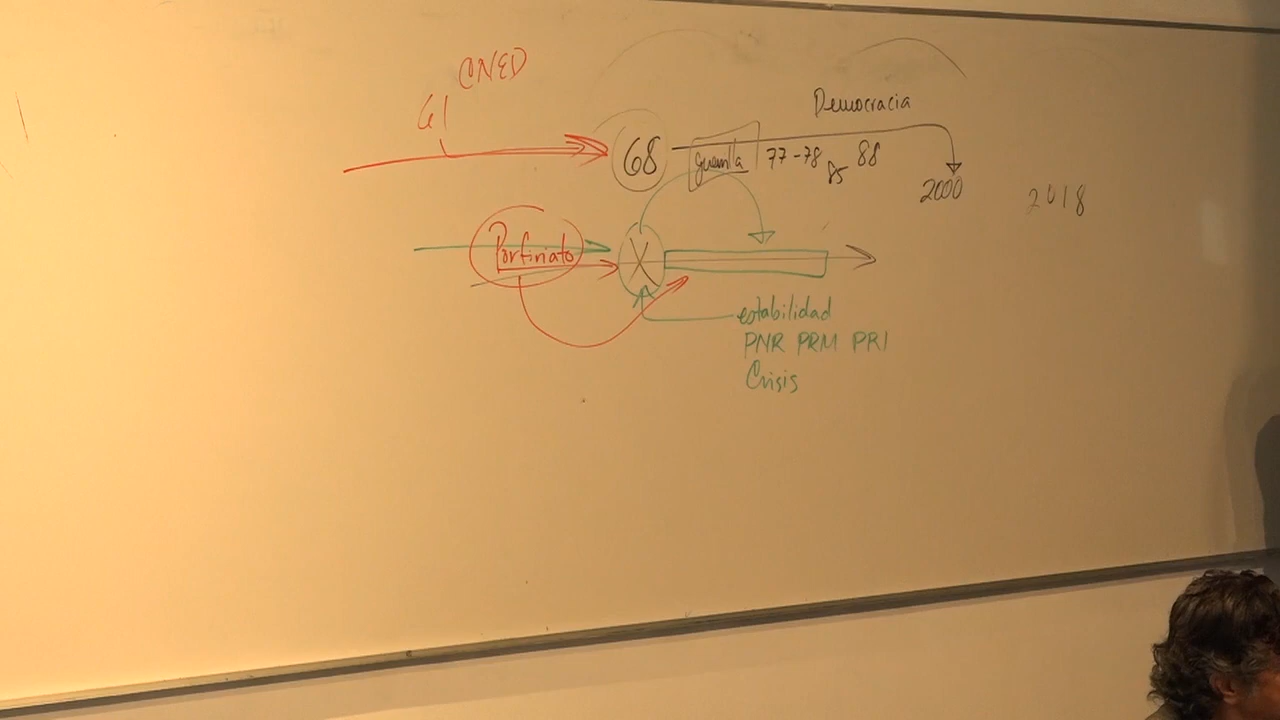 CNED
61
Democracia
68 guerrilla 77-78 85 88
2000 2018
Porfiriato X
estabilidad
PNR PRM PRI
Crisis